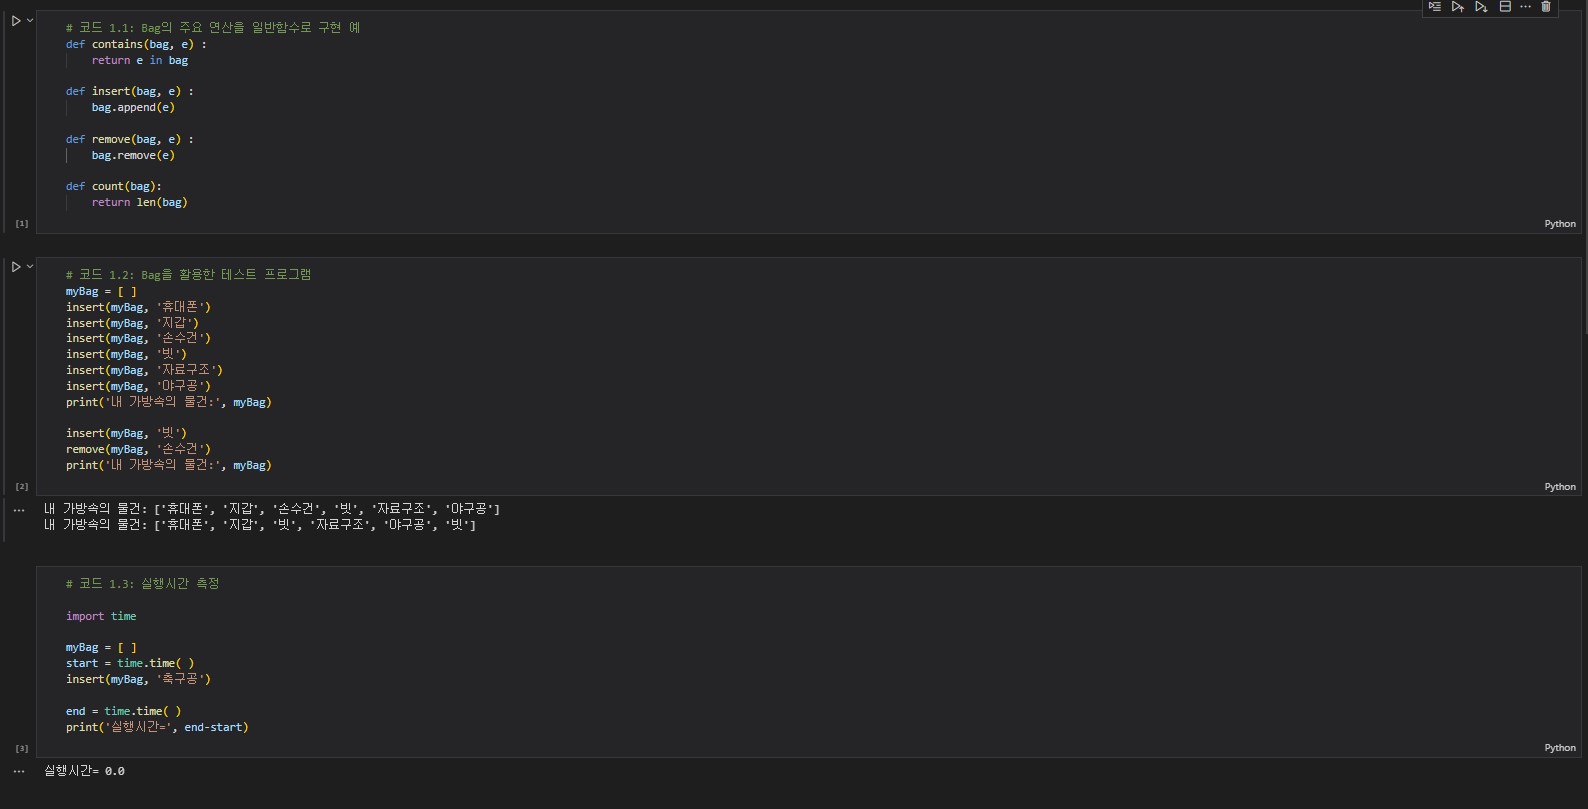 # 코드 1.1: Bag의 주요 연산을 일반함수로 구현 예
def contains(bag, e) :
    return e in bag

def insert(bag, e) :
    bag.append(e)

def remove(bag, e) :
    bag.remove(e)

def count(bag):
    return len(bag)
[1]
Python
# 코드 1.2: Bag을 활용한 테스트 프로그램
myBag = [ ]
insert(myBag, '휴대폰')
insert(myBag, '지갑')
insert(myBag, '손수건')
insert(myBag, '빗')
insert(myBag, '자료구조')
insert(myBag, '야구공')
print('내 가방속의 물건:', myBag)

insert(myBag, '빗')
remove(myBag, '손수건')
print('내 가방속의 물건:', myBag)
[2]
Python
내 가방속의 물건: ['휴대폰', '지갑', '손수건', '빗', '자료구조', '야구공']
내 가방속의 물건: ['휴대폰', '지갑', '빗', '자료구조', '야구공', '빗']
# 코드 1.3: 실행시간 측정

import time

myBag = [ ]
start = time.time( )
insert(myBag, '축구공')

end = time.time( )
print('실행시간=', end-start)
[3]
Python
실행시간= 0.0